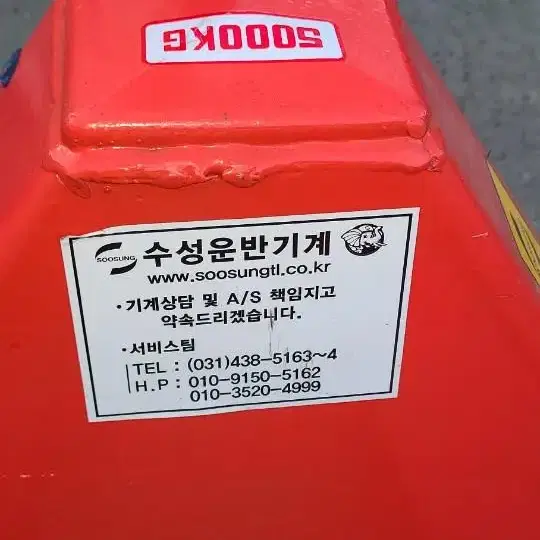 5000KG
SOOSUNG 수성운반기계
www.soosungtl.co.kr
·기계상담 및 A/S 책임지고
약속드리겠습니다.
·서비스팀
TEL : (031)438-5163~4
H.P : 010-9150-5162
010-3520-4999